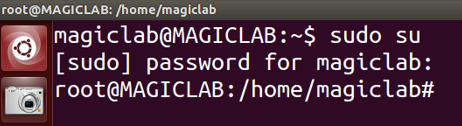 root@MAGICLAB: /home/magiclab
magiclab@MAGICLAB:~$ sudo su
[sudo] password for magiclab:
root@MAGICLAB:/home/magiclab#